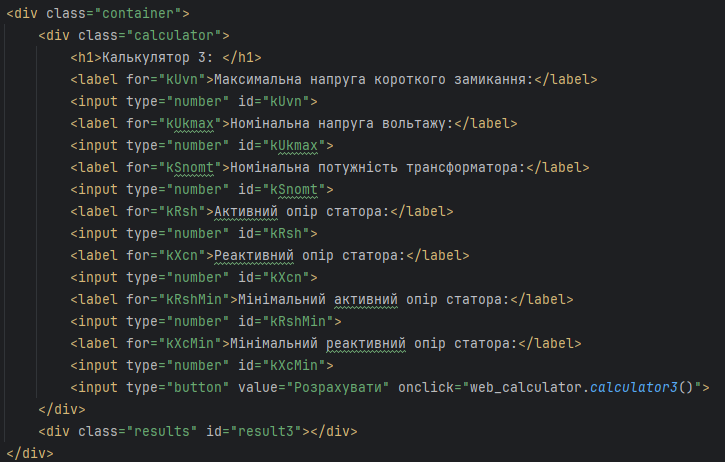 <div class="container">
<div class="calculator">
<h1>Калькулятор 3: </h1>
<label for="kUvn">Максимальна напруга короткого замикання:</label>
<input type="number" id="kUvn">
<label for="kUkmax">Номінальна напруга вольтажу:</label>
<input type="number" id="kUkmax">
<label for="kSnomt">Номінальна потужність трансформатора:</label>
<input type="number" id="kSnomt">
<label for="kRsh">Активний опір статора:</label>
<input type="number" id="kRsh">
<label for="kXcn">Реактивний опір статора:</label>
<input type="number" id="kXcn">
<label for="kRshMin">Мінімальний активний опір статора:</label>
<input type="number" id="kRshMin">
<label for="kXcMin">Мінімальний реактивний опір статора:</label>
<input type="number" id="kXcMin">
<input type="button" value="Розрахувати" onclick="web_calculator.calculator3()">
</div>
<div class="results" id="result3"></div>
</div>